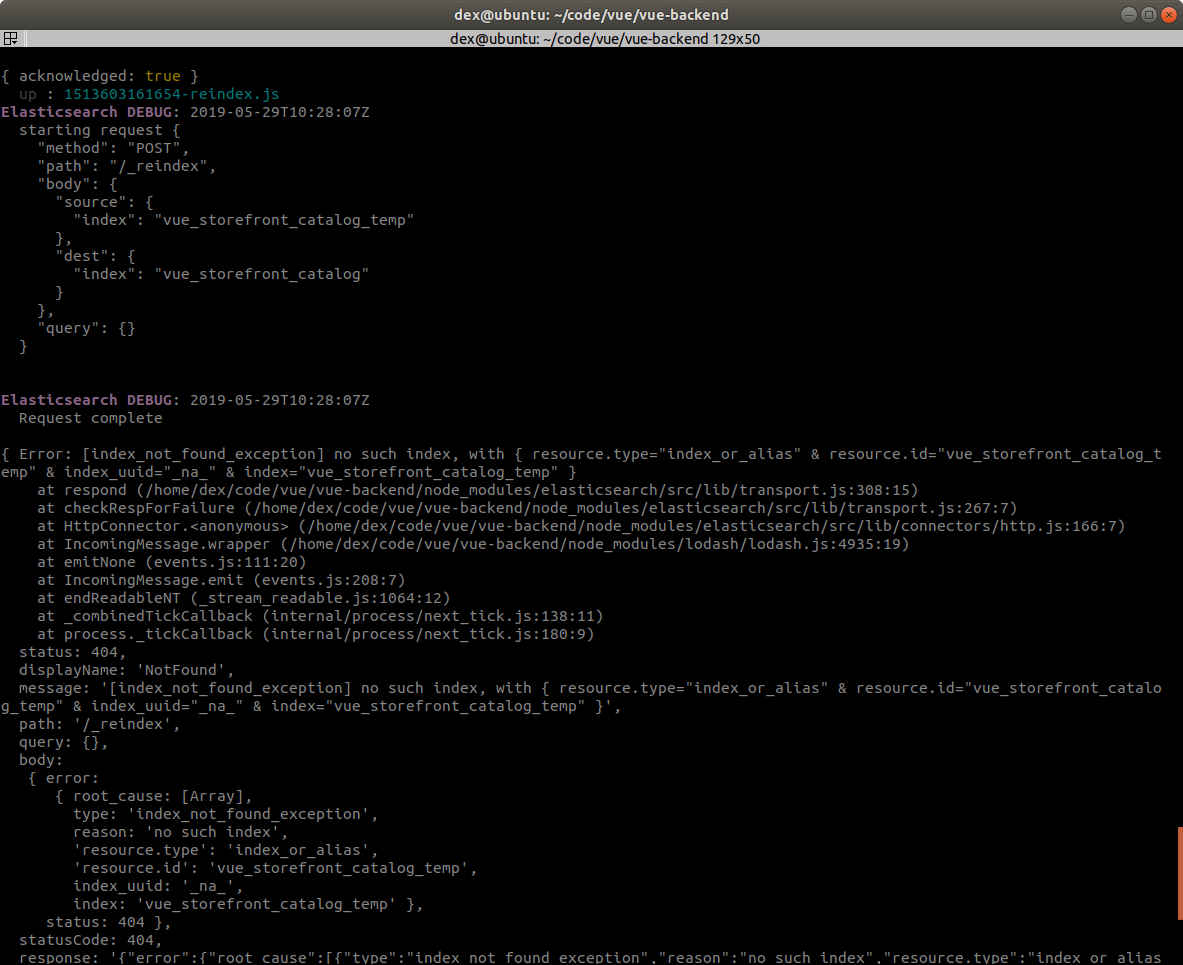 dex@ubuntu: ~/code/vue/vue-backend
dex@ubuntu: ~/code/vue/vue-backend 129x50
{ acknowledged: true }
  up : 1513603161654-reindex.js
Elasticsearch DEBUG: 2019-05-29T10:28:07Z
  starting request {
    "method": "POST",
    "path": "/_reindex",
    "body": {
      "source": {
        "index": "vue_storefront_catalog_temp"
      },
      "dest": {
        "index": "vue_storefront_catalog"
      }
    },
    "query": {}
  }
Elasticsearch DEBUG: 2019-05-29T10:28:07Z
  Request complete
{ Error: [index_not_found_exception] no such index, with { resource.type="index_or_alias" & resource.id="vue_storefront_catalog_t
emp" & index_uuid="_na_" & index="vue_storefront_catalog_temp" }
    at respond (/home/dex/code/vue/vue-backend/node_modules/elasticsearch/src/lib/transport.js:308:15)
    at checkRespForFailure (/home/dex/code/vue/vue-backend/node_modules/elasticsearch/src/lib/transport.js:267:7)
    at HttpConnector.<anonymous> (/home/dex/code/vue/vue-backend/node_modules/elasticsearch/src/lib/connectors/http.js:166:7)
    at IncomingMessage.wrapper (/home/dex/code/vue/vue-backend/node_modules/lodash/lodash.js:4935:19)
    at emitNone (events.js:111:20)
    at IncomingMessage.emit (events.js:208:7)
    at endReadableNT (_stream_readable.js:1064:12)
    at _combinedTickCallback (internal/process/next_tick.js:138:11)
    at process._tickCallback (internal/process/next_tick.js:180:9)
  status: 404,
  displayName: 'NotFound',
  message: '[index_not_found_exception] no such index, with { resource.type="index_or_alias" & resource.id="vue_storefront_catalo
g_temp" & index_uuid="_na_" & index="vue_storefront_catalog_temp" }',
  path: '/_reindex',
  query: {},
  body:
   { error:
      { root_cause: [Array],
        type: 'index_not_found_exception',
        reason: 'no such index',
        'resource.type': 'index_or_alias',
        'resource.id': 'vue_storefront_catalog_temp',
        index_uuid: '_na_',
        index: 'vue_storefront_catalog_temp' },
     status: 404 },
  statusCode: 404,
  response: '{"error":{"root_cause":[{"type":"index_not_found_exception","reason":"no such index","resource.type":"index_or_alias